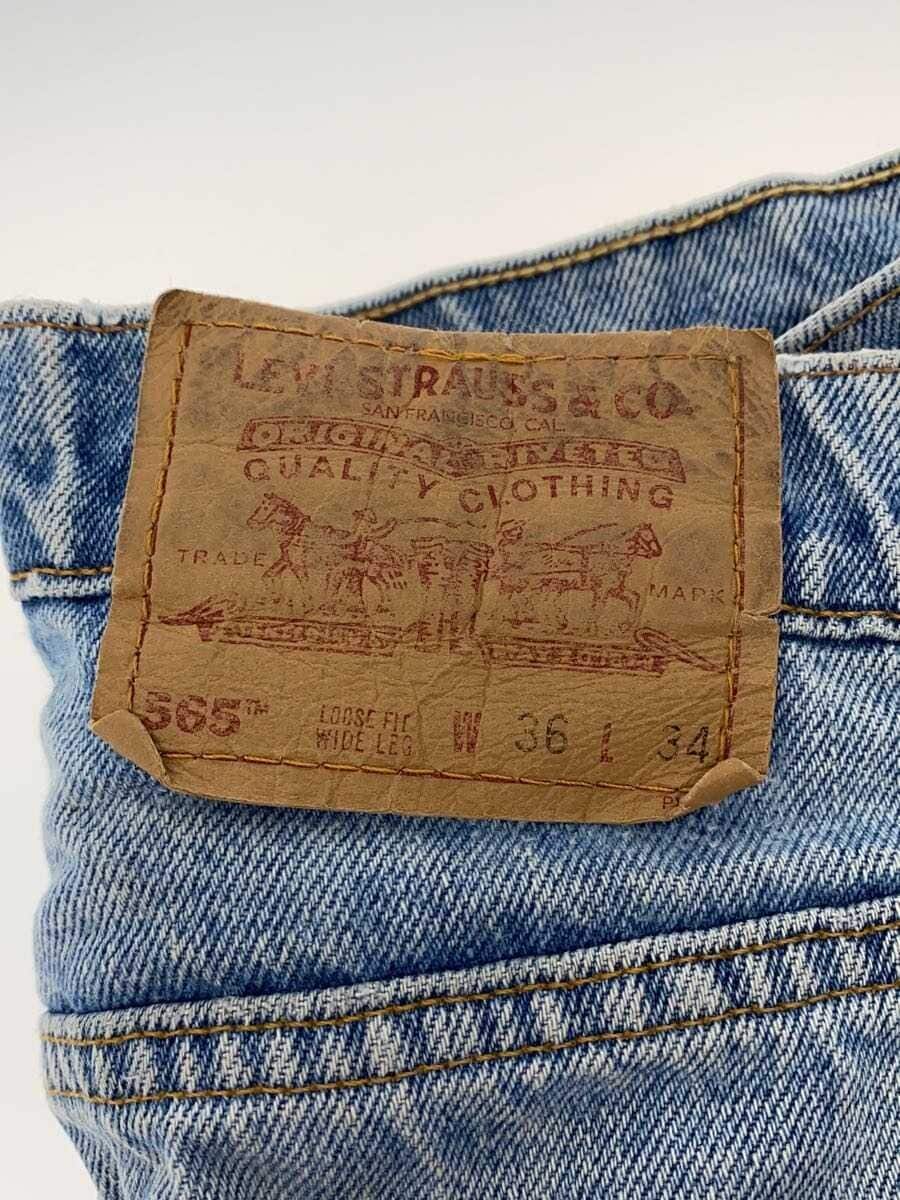 LEVI STRAUSS & CO.
SAN FRANCISCO, CAL.
ORIGINAL RIVETED
QUALITY CLOTHING
TRADE MARK
565™ LOOSE FIT W 36 L 34
WIDE LEG